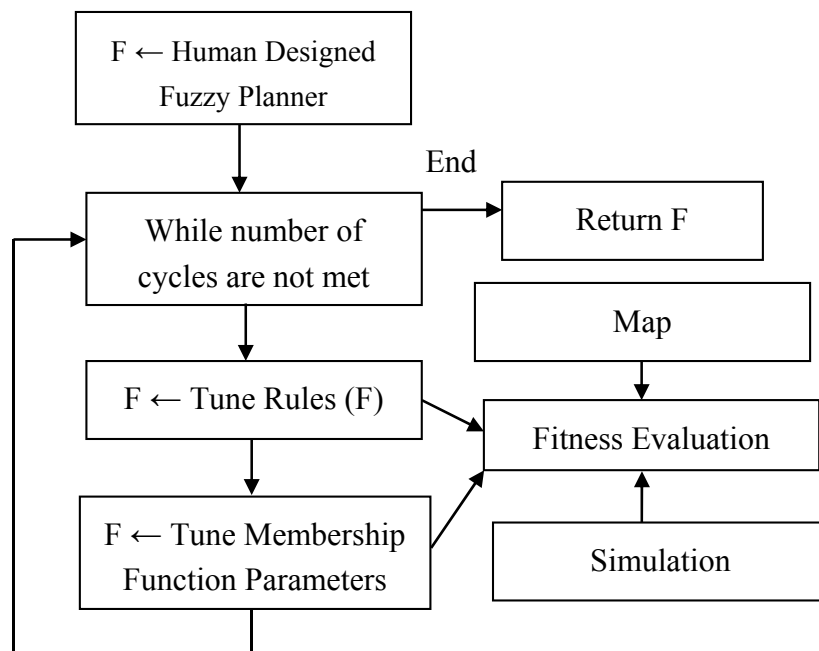 F ← Human Designed
Fuzzy Planner
End
While number of
cycles are not met
Return F
Map
F ← Tune Rules (F)
Fitness Evaluation
F ← Tune Membership
Function Parameters
Simulation